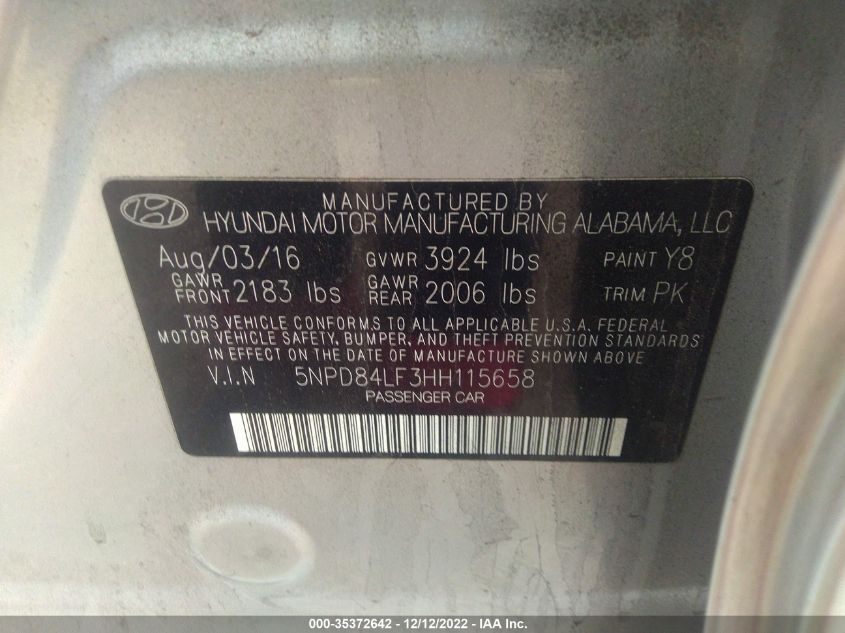 MANUFACTURED BY
HYUNDAI MOTOR MANUFACTURING ALABAMA, LLC
Aug/03/16 GVWR 3924 lbs PAINT Y8
GAWR FRONT 2183 lbs GAWR REAR 2006 lbs TRIM PK
THIS VEHICLE CONFORMS TO ALL APPLICABLE U.S.A. FEDERAL
MOTOR VEHICLE SAFETY, BUMPER, AND THEFT PREVENTION STANDARDS
IN EFFECT ON THE DATE OF MANUFACTURE SHOWN ABOVE.
V.I.N 5NPD84LF3HH115658
PASSENGER CAR
000-35372642 - 12/12/2022 - IAA Inc.